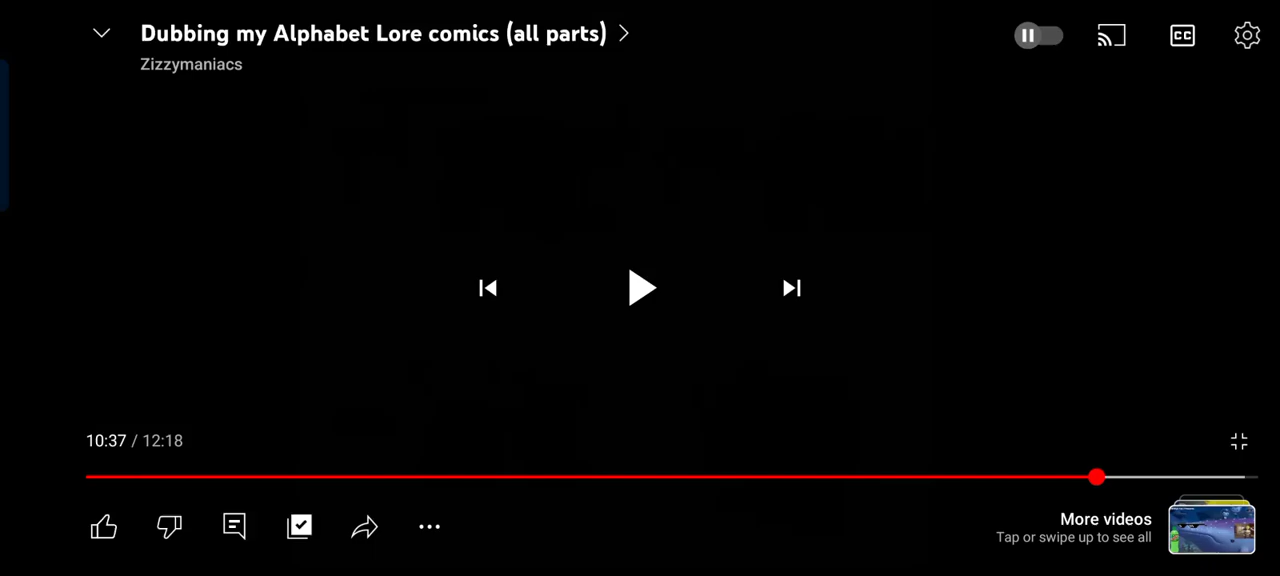 Dubbing my Alphabet Lore comics (all parts)
Zizzymaniacs
CC
10:37 / 12:18
More videos
Tap or swipe up to see all